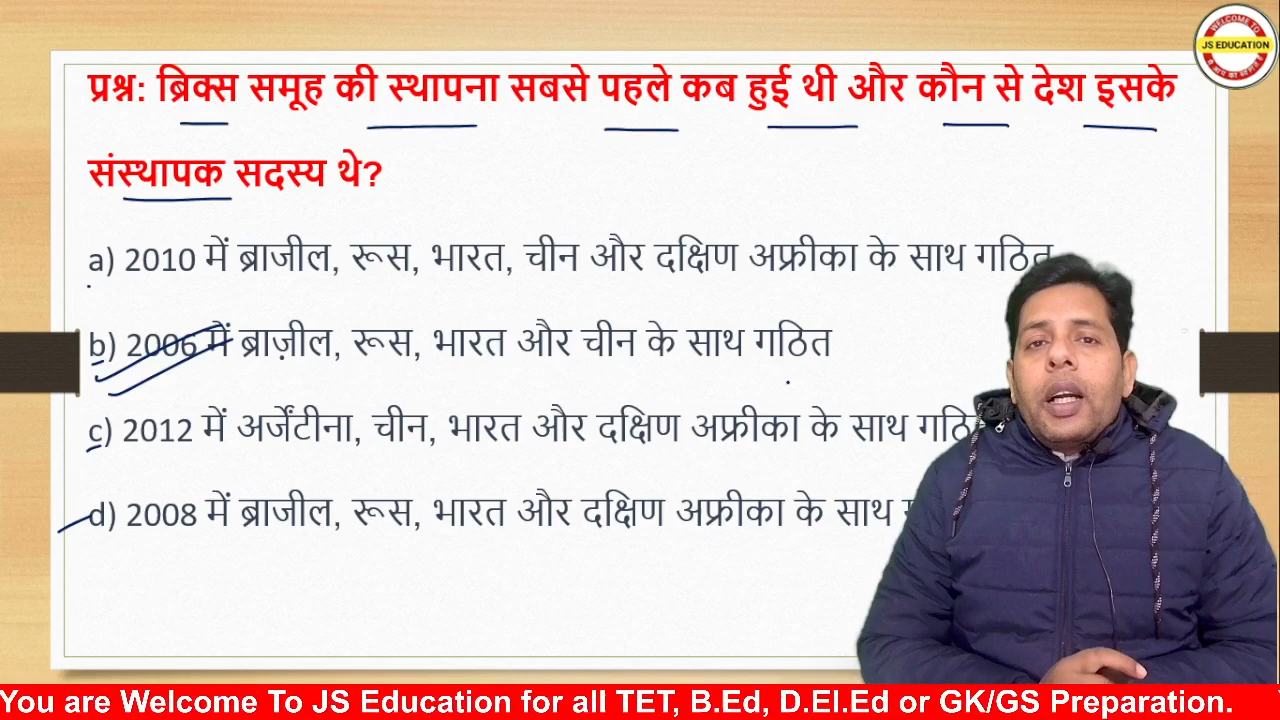 WELCOME TO
JS EDUCATION
प्रश्न: ब्रिक्स समूह की स्थापना सबसे पहले कब हुई थी और कौन से देश इसके
संस्थापक सदस्य थे?
a) 2010 में ब्राजील, रूस, भारत, चीन और दक्षिण अफ्रीका के साथ गठित
b) 2006 में ब्राज़ील, रूस, भारत और चीन के साथ गठित
c) 2012 में अर्जेंटीना, चीन, भारत और दक्षिण अफ्रीका के साथ
d) 2008 में ब्राजील, रूस, भारत और दक्षिण अफ्रीका के साथ
You are Welcome To JS Education for all TET, B.Ed, D.El.Ed or GK/GS Preparation.